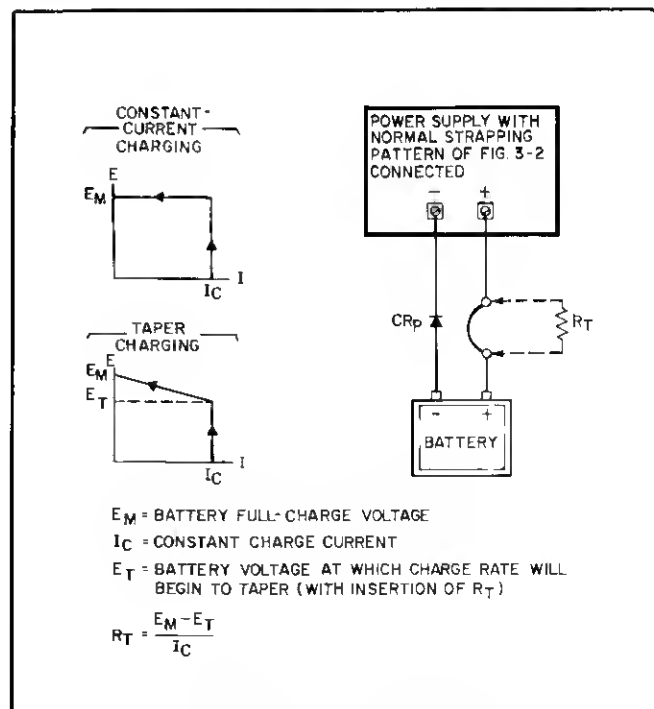 CONSTANT-
CURRENT
CHARGING
E
EM
IC
I
TAPER
CHARGING
E
EM
ET
IC
I
POWER SUPPLY WITH
NORMAL STRAPPING
PATTERN OF FIG. 3-2
CONNECTED
- +
CRP
RT
- +
BATTERY
EM = BATTERY FULL-CHARGE VOLTAGE
IC = CONSTANT CHARGE CURRENT
ET = BATTERY VOLTAGE AT WHICH CHARGE RATE WILL
BEGIN TO TAPER (WITH INSERTION OF RT)
RT = EM-ET
IC